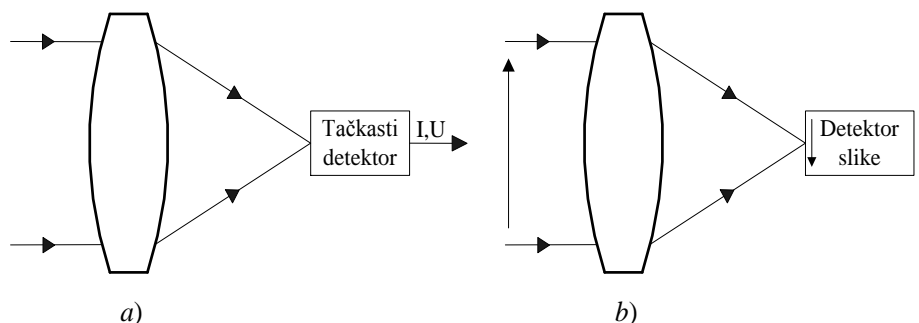 Tačkasti
detektor
I,U
Detektor
slike
a)
b)